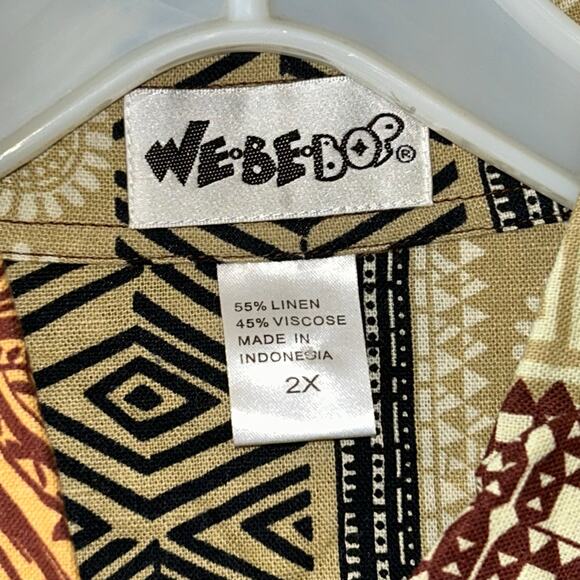 WE•BE•BOP®
55% LINEN
45% VISCOSE
MADE IN
INDONESIA
2X